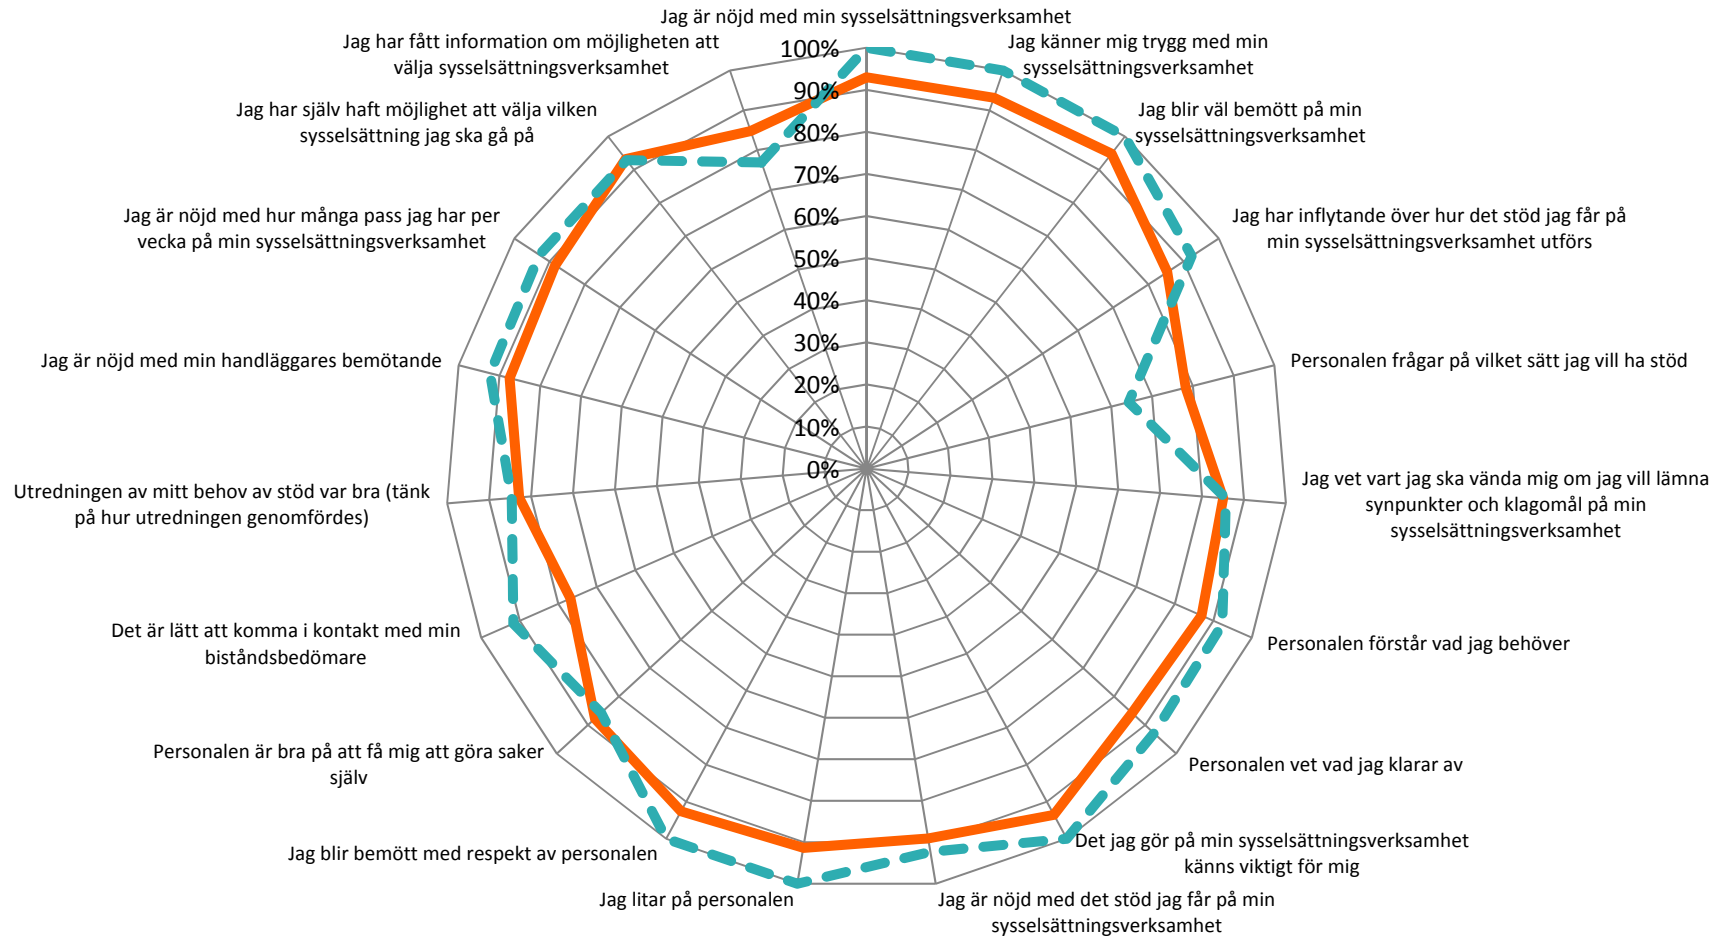 Jag är nöjd med min sysselsättningsverksamhet
Jag känner mig trygg med min
sysselsättningsverksamhet
Jag blir väl bemött på min
sysselsättningsverksamhet
Jag har inflytande över hur det stöd jag får på
min sysselsättningsverksamhet utförs
Personalen frågar på vilket sätt jag vill ha stöd
Jag vet vart jag ska vända mig om jag vill lämna
synpunkter och klagomål på min
sysselsättningsverksamhet
Personalen förstår vad jag behöver
Personalen vet vad jag klarar av
Det jag gör på min sysselsättningsverksamhet
känns viktigt för mig
Jag är nöjd med det stöd jag får på min
sysselsättningsverksamhet
Jag litar på personalen
Jag blir bemött med respekt av personalen
Personalen är bra på att få mig att göra saker
själv
Det är lätt att komma i kontakt med min
biståndsbedömare
Utredningen av mitt behov av stöd var bra (tänk
på hur utredningen genomfördes)
Jag är nöjd med min handläggares bemötande
Jag är nöjd med hur många pass jag har per
vecka på min sysselsättningsverksamhet
Jag har själv haft möjlighet att välja vilken
sysselsättning jag ska gå på
Jag har fått information om möjligheten att
välja sysselsättningsverksamhet
100%
90%
80%
70%
60%
50%
40%
30%
20%
10%
0%